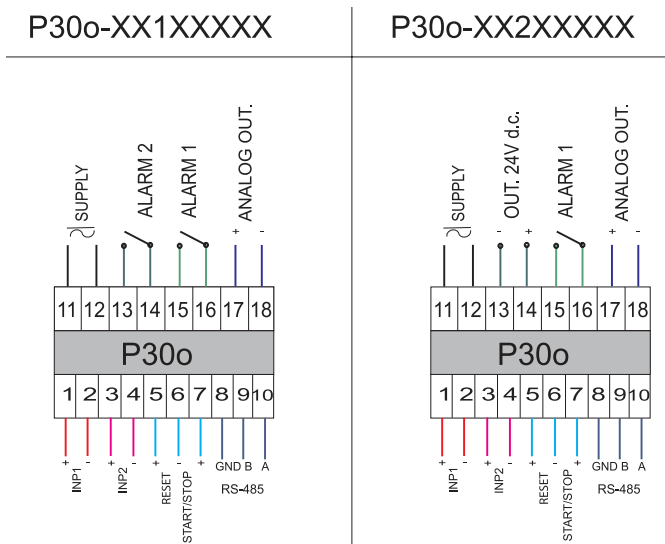 P30o-XX1XXXXX
SUPPLY
ALARM 2
ALARM 1
ANALOG OUT.
+ -
11 12 13 14 15 16 17 18
P30o
1 2 3 4 5 6 7 8 9 10
+ - + - + - + GND B A
INP1
INP2
RESET
START/STOP
RS-485
P30o-XX2XXXXX
SUPPLY
OUT. 24V d.c.
ALARM 1
ANALOG OUT.
- + + -
11 12 13 14 15 16 17 18
P30o
1 2 3 4 5 6 7 8 9 10
+ - + - + - + GND B A
INP1
INP2
RESET
START/STOP
RS-485